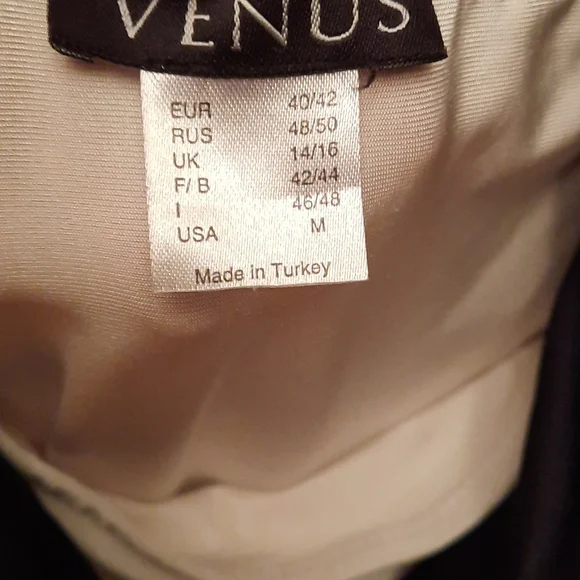 VENUS
EUR 40/42
RUS 48/50
UK 14/16
F/ B 42/44
I 46/48
USA M
Made in Turkey